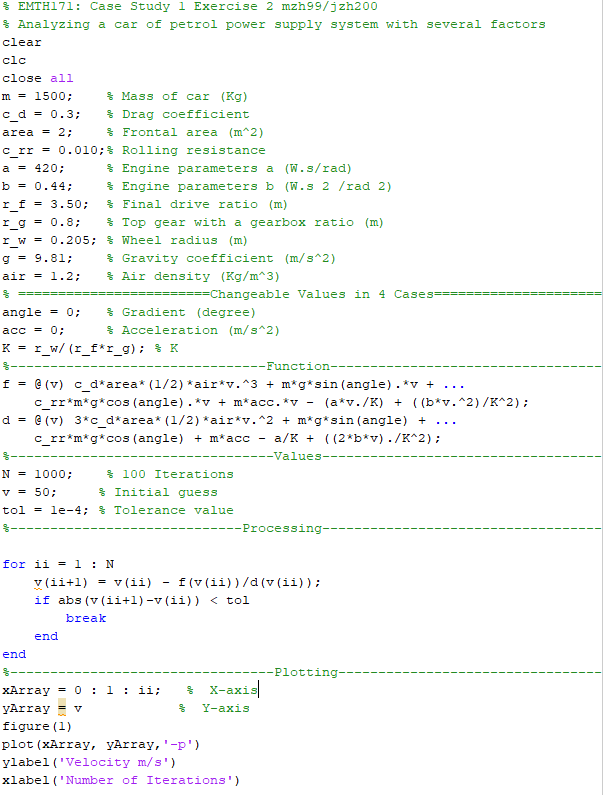 % EMTH171: Case Study 1 Exercise 2 mzh99/jzh200
% Analyzing a car of petrol power supply system with several factors
clear
clc
close all
m = 1500;    % Mass of car (Kg)
c_d = 0.3;   % Drag coefficient
area = 2;    % Frontal area (m^2)
c_rr = 0.010;% Rolling resistance
a = 420;     % Engine parameters a (W.s/rad)
b = 0.44;    % Engine parameters b (W.s 2 /rad 2)
r_f = 3.50;  % Final drive ratio (m)
r_g = 0.8;   % Top gear with a gearbox ratio (m)
r_w = 0.205; % Wheel radius (m)
g = 9.81;    % Gravity coefficient (m/s^2)
air = 1.2;   % Air density (Kg/m^3)
% ========================Changeable Values in 4 Cases=====================
angle = 0;   % Gradient (degree)
acc = 0;     % Acceleration (m/s^2)
K = r_w/(r_f*r_g); % K
%--------------------------------Function----------------------------------
f = @(v) c_d*area*(1/2)*air*v.^3 + m*g*sin(angle).*v + ...
    c_rr*m*g*cos(angle).*v + m*acc.*v - (a*v./K) + ((b*v.^2)/K^2);
d = @(v) 3*c_d*area*(1/2)*air*v.^2 + m*g*sin(angle) + ...
    c_rr*m*g*cos(angle) + m*acc - a/K + ((2*b*v)./K^2);
%---------------------------------Values-----------------------------------
N = 1000;    % 100 Iterations
v = 50;     % Initial guess
tol = 1e-4; % Tolerance value
%-----------------------------Processing-----------------------------------
for ii = 1 : N
    v(ii+1) = v(ii) - f(v(ii))/d(v(ii));
    if abs(v(ii+1)-v(ii)) < tol
        break
    end
end
%---------------------------------Plotting---------------------------------
xArray = 0 : 1 : ii;   %  X-axis
yArray = v            %  Y-axis
figure(1)
plot(xArray, yArray,'-p')
ylabel('Velocity m/s')
xlabel('Number of Iterations')